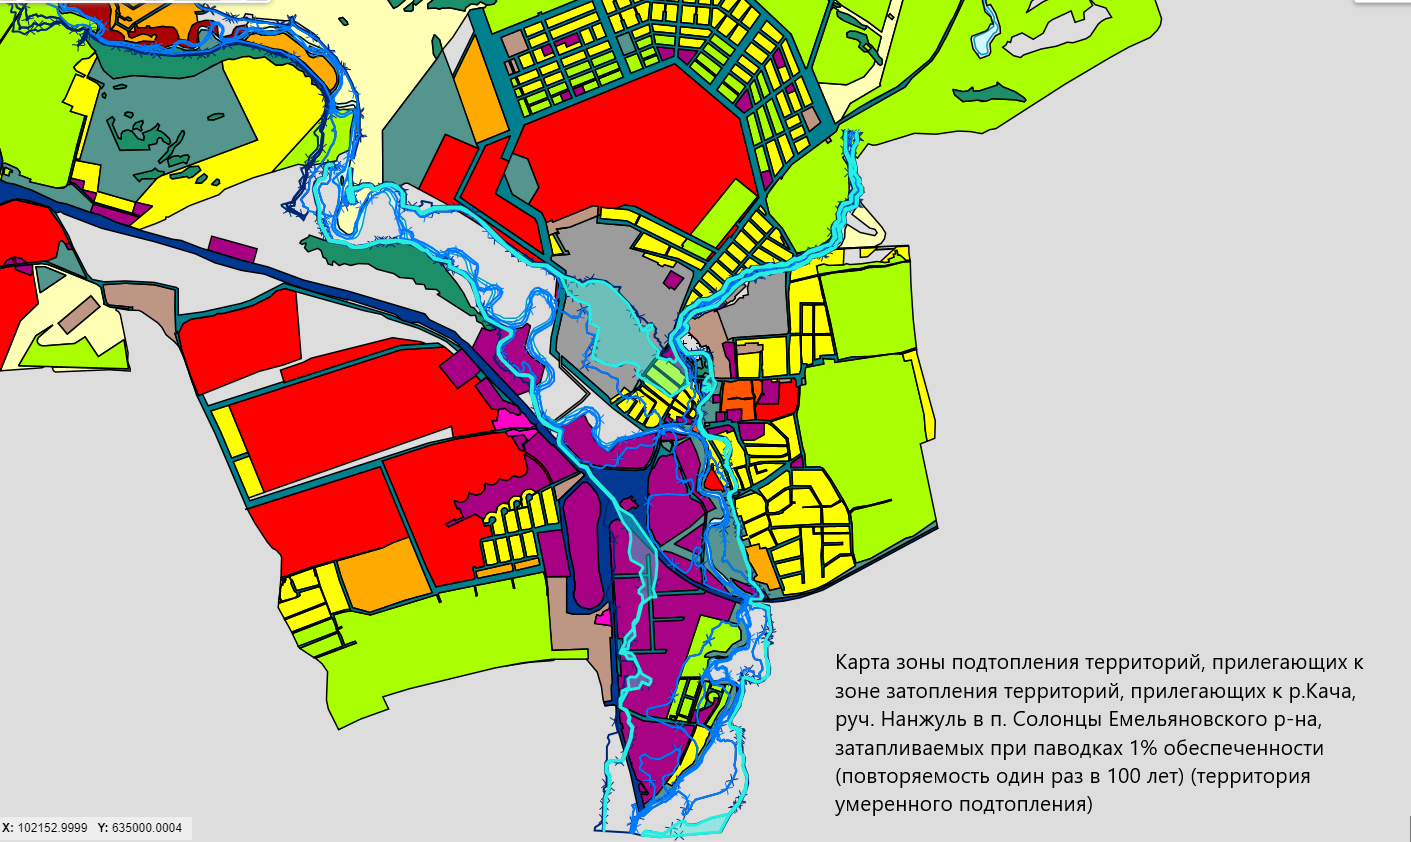 Карта зоны подтопления территорий, прилегающих к
зоне затопления территорий, прилегающих к р.Кача,
руч. Нанжуль в п. Солонцы Емельяновского р-на,
затапливаемых при паводках 1% обеспеченности
(повторяемость один раз в 100 лет) (территория
умеренного подтопления)
X: 102152.9999 Y: 635000.0004